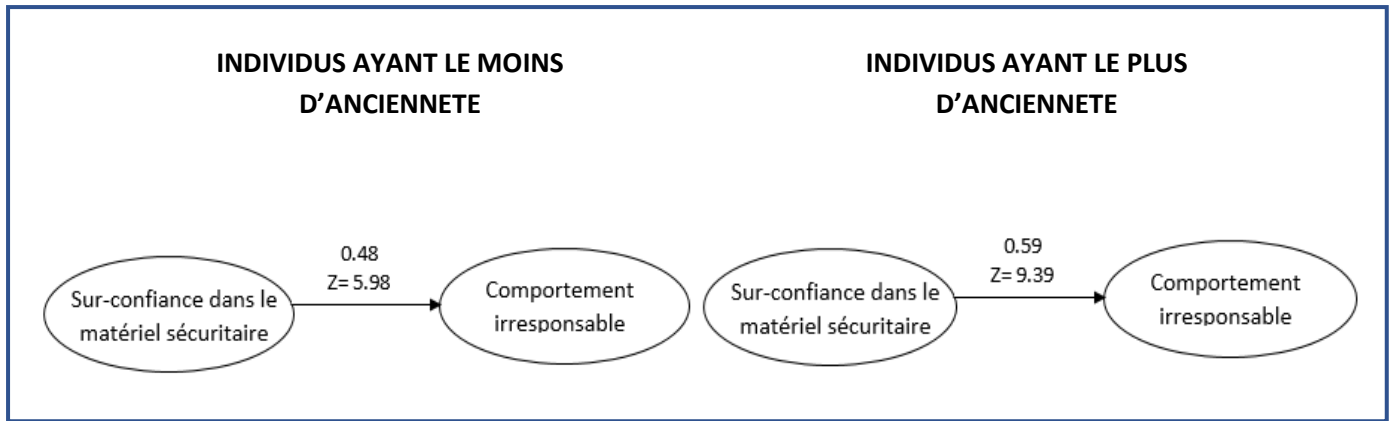 INDIVIDUS AYANT LE MOINS
D’ANCIENNETE
0.48
Z= 5.98
Sur-confiance dans le
matériel sécuritaire
Comportement
irresponsable
INDIVIDUS AYANT LE PLUS
D’ANCIENNETE
0.59
Z= 9.39
Sur-confiance dans le
matériel sécuritaire
Comportement
irresponsable